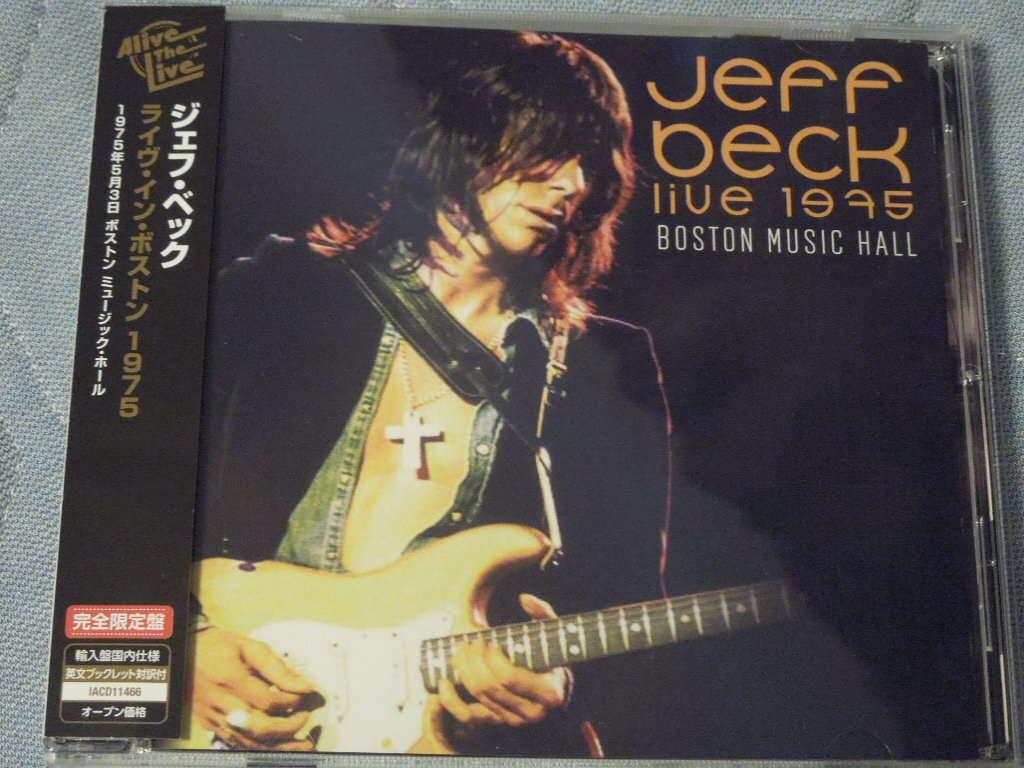 Alive
The
Live
ジェフ・ベック
ライヴ・イン・ボストン 1975
1975年5月3日 ボストン ミュージック・ホール
完全限定盤
輸入盤国内仕様
英文ブックレット対訳付
IACD11466
オープン価格
Jeff
Beck
live 1975
BOSTON MUSIC HALL